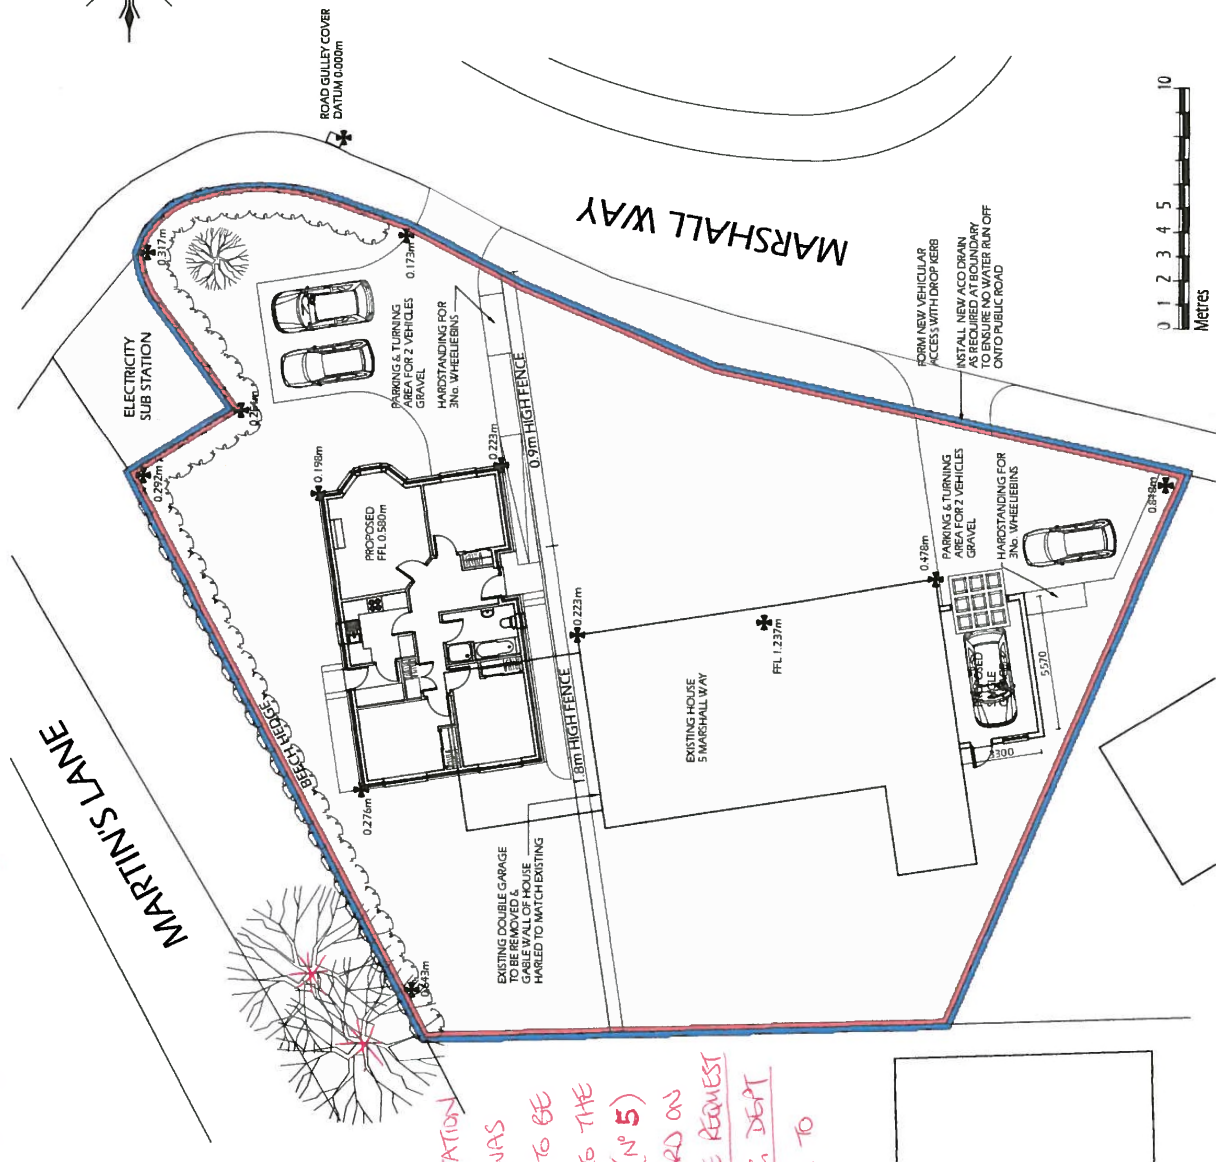 ROAD GULLEY COVER
DATUM 0.000m
ELECTRICITY
SUB STATION
0.317m
0.173m
0.292m
MARSHALL WAY
PARKING & TURNING
AREA FOR 2 VEHICLES
GRAVEL
HARDSTANDING FOR
3No. WHEELIEBINS
0.198m
0.223m
0.9m HIGH FENCE
PROPOSED
FFL 0.580m
MARTIN'S LANE
BEECH HEDGE
0.276m
0.223m
1.8m HIGH FENCE
EXISTING HOUSE
5 MARSHALL WAY
FFL 1.237m
0.478m
EXISTING DOUBLE GARAGE
TO BE REMOVED &
GABLE WALL OF HOUSE
HARLED TO MATCH EXISTING
FORM NEW VEHICULAR
ACCESS WITH DROP KERB
INSTALL NEW ACO DRAIN
AS REQUIRED AT BOUNDARY
TO ENSURE NO WATER RUN OFF
ONTO PUBLIC ROAD
PARKING & TURNING
AREA FOR 2 VEHICLES
GRAVEL
HARDSTANDING FOR
3No. WHEELIEBINS
5570
3300
0 1 2 3 4 5 10
Metres
TO BE
TO THE
(Nº 5)
ON
REQUEST
DEPT
TO